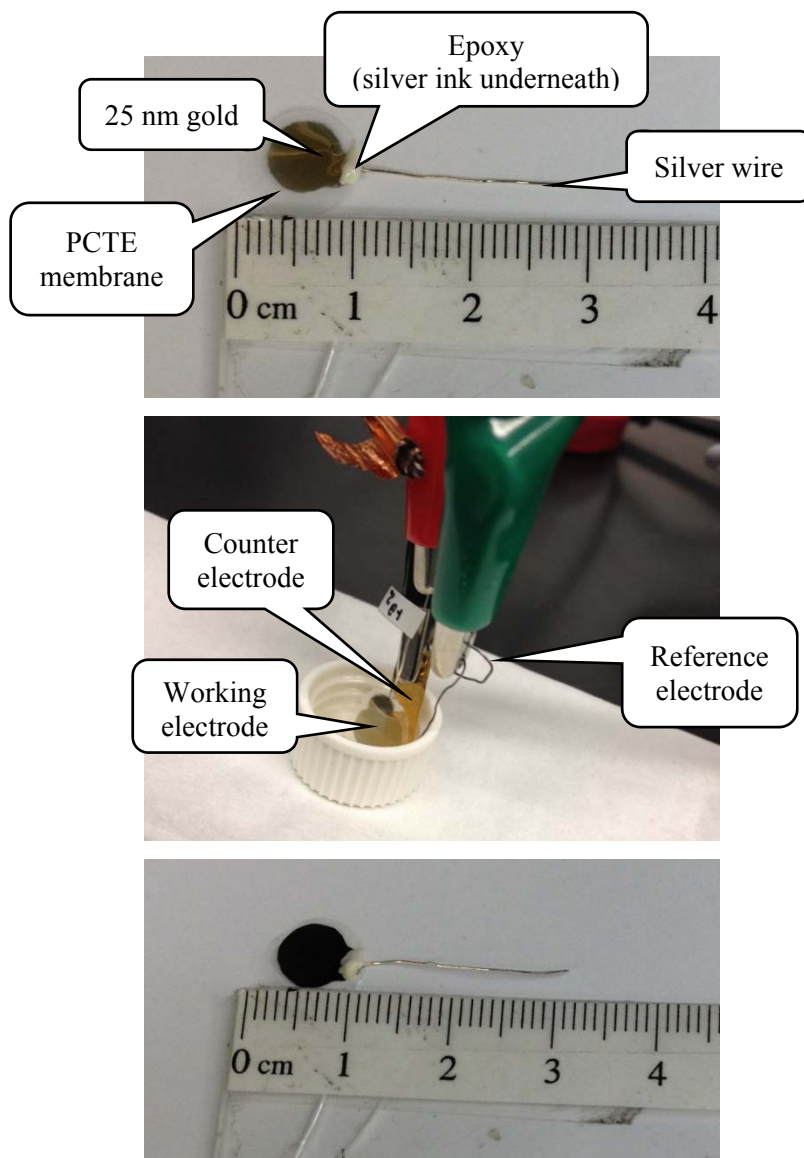 Epoxy
(silver ink underneath)
25 nm gold
Silver wire
PCTE
membrane
0 cm 1 2 3 4
Counter
electrode
Working
electrode
Reference
electrode
0 cm 1 2 3 4